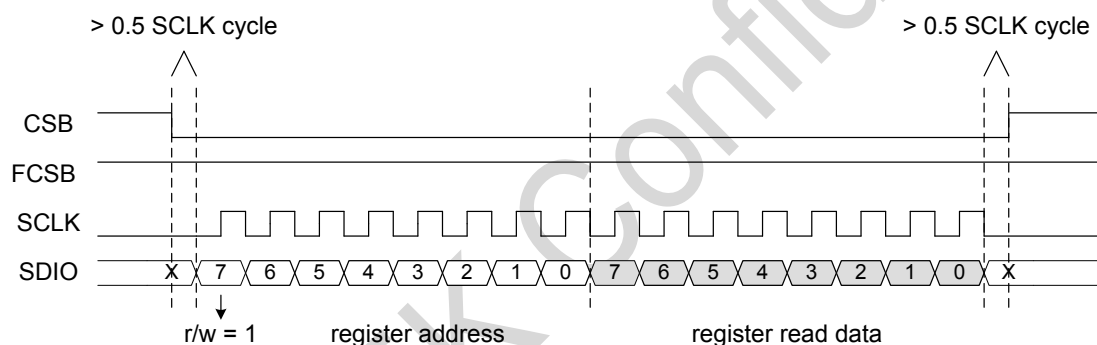 > 0.5 SCLK cycle > 0.5 SCLK cycle
CSB
FCSB
SCLK
SDIO X 7 6 5 4 3 2 1 0 7 6 5 4 3 2 1 0 X
r/w = 1 register address register read data